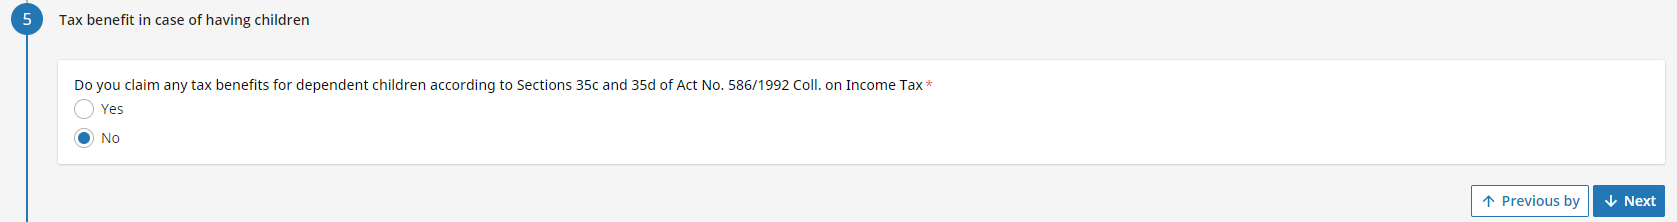 5 Tax benefit in case of having children
Do you claim any tax benefits for dependent children according to Sections 35c and 35d of Act No. 586/1992 Coll. on Income Tax *
Yes
No
Previous by Next